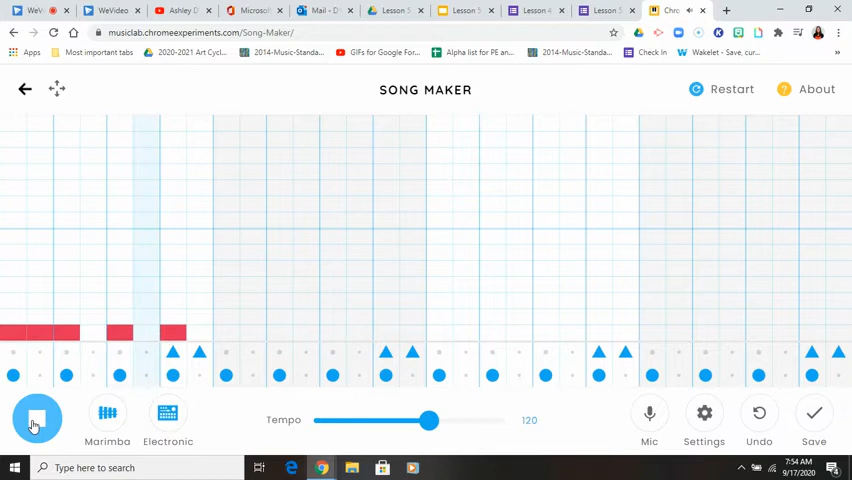 WeV
WeVideo
Ashley D
Microsof
Mail - D
Lesson 5
Lesson 5
Lesson 4
Lesson 5
Chro
musiclab.chromeexperiments.com/Song-Maker/
Apps
Most important tabs
2020-2021 Art Cycl...
2014-Music-Standa...
GIFs for Google For...
Alpha list for PE an...
2014-Music-Standa...
Check In
Wakelet - Save, cur...
SONG MAKER
Restart
? About
Marimba
Electronic
Tempo
120
Mic
Settings
Undo
Save
Type here to search
7:54 AM
9/17/2020
4